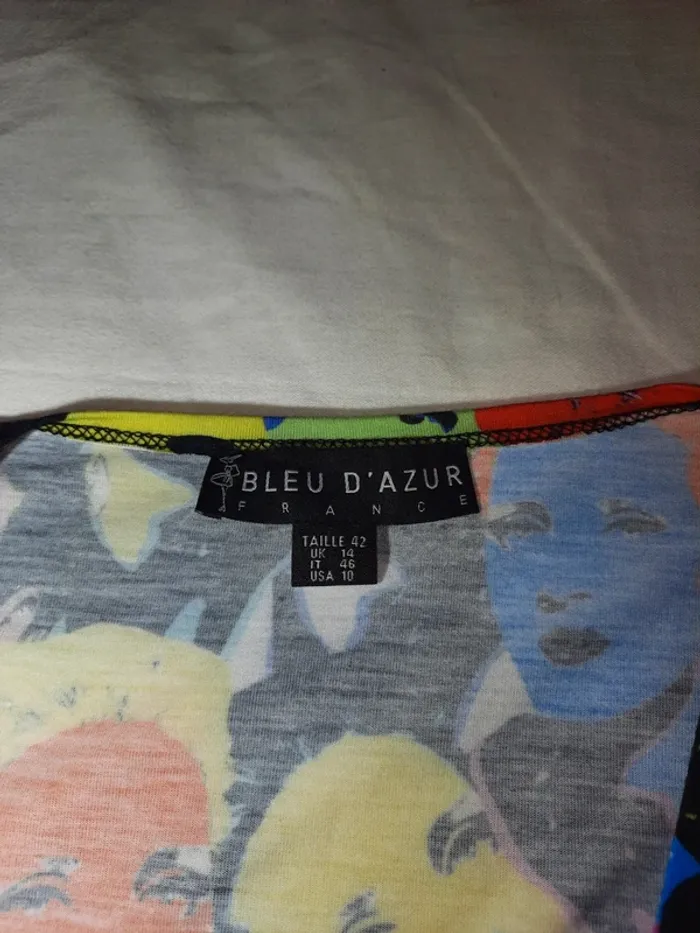 BLEU D'AZUR
FRANCE
TAILLE 42
UK 14
IT 46
USA 10